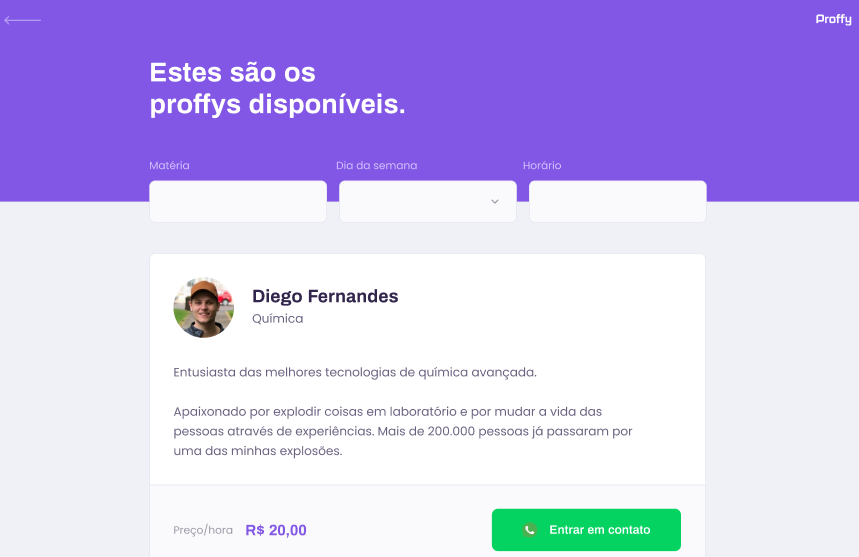 Proffy
Estes são os
proffys disponíveis.
Matéria
Dia da semana
Horário
Diego Fernandes
Química
Entusiasta das melhores tecnologias de química avançada.
Apaixonado por explodir coisas em laboratório e por mudar a vida das
pessoas através de experiências. Mais de 200.000 pessoas já passaram por
uma das minhas explosões.
Preço/hora R$ 20,00
Entrar em contato